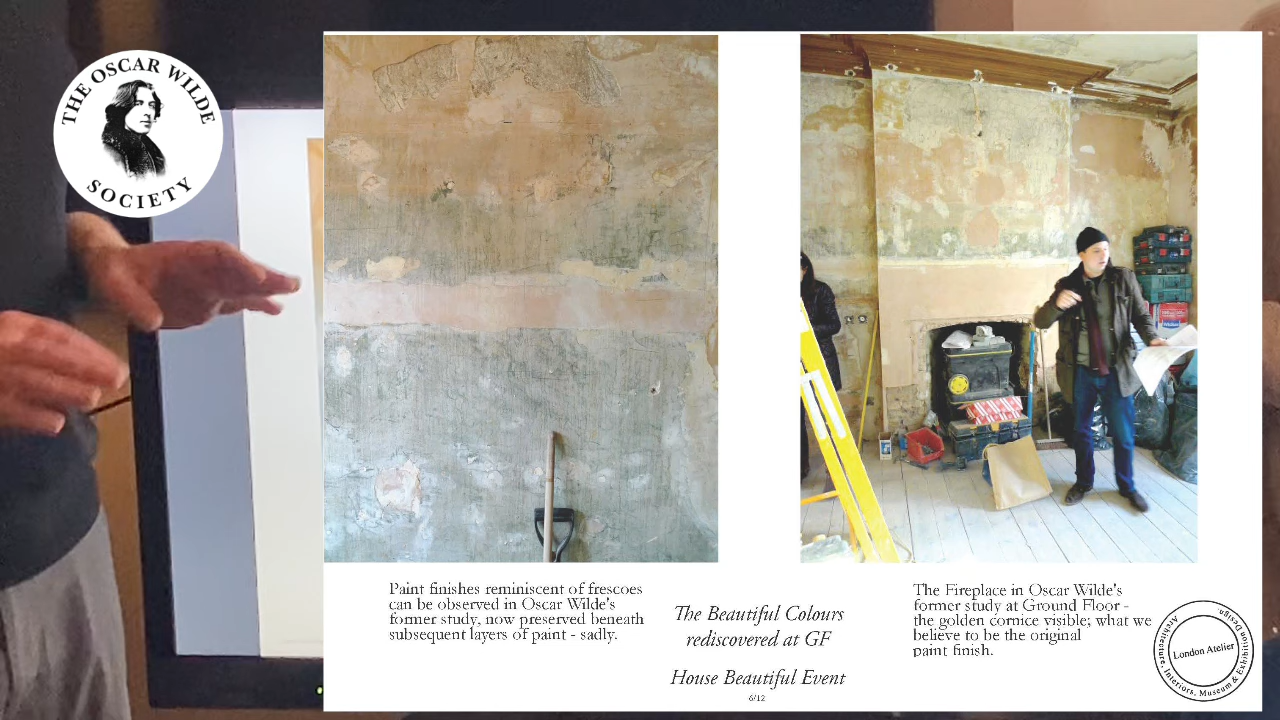 THE OSCAR WILDE
SOCIETY
Paint finishes reminiscent of frescoes
can be observed in Oscar Wilde's
former study, now preserved beneath
subsequent layers of paint - sadly.
The Beautiful Colours
rediscovered at GF
House Beautiful Event
6/12
The Fireplace in Oscar Wilde's
former study at Ground Floor -
the golden cornice visible; what we
believe to be the original
paint finish.
London Atelier
Architecture - Interiors, Museum & Exhibition Design